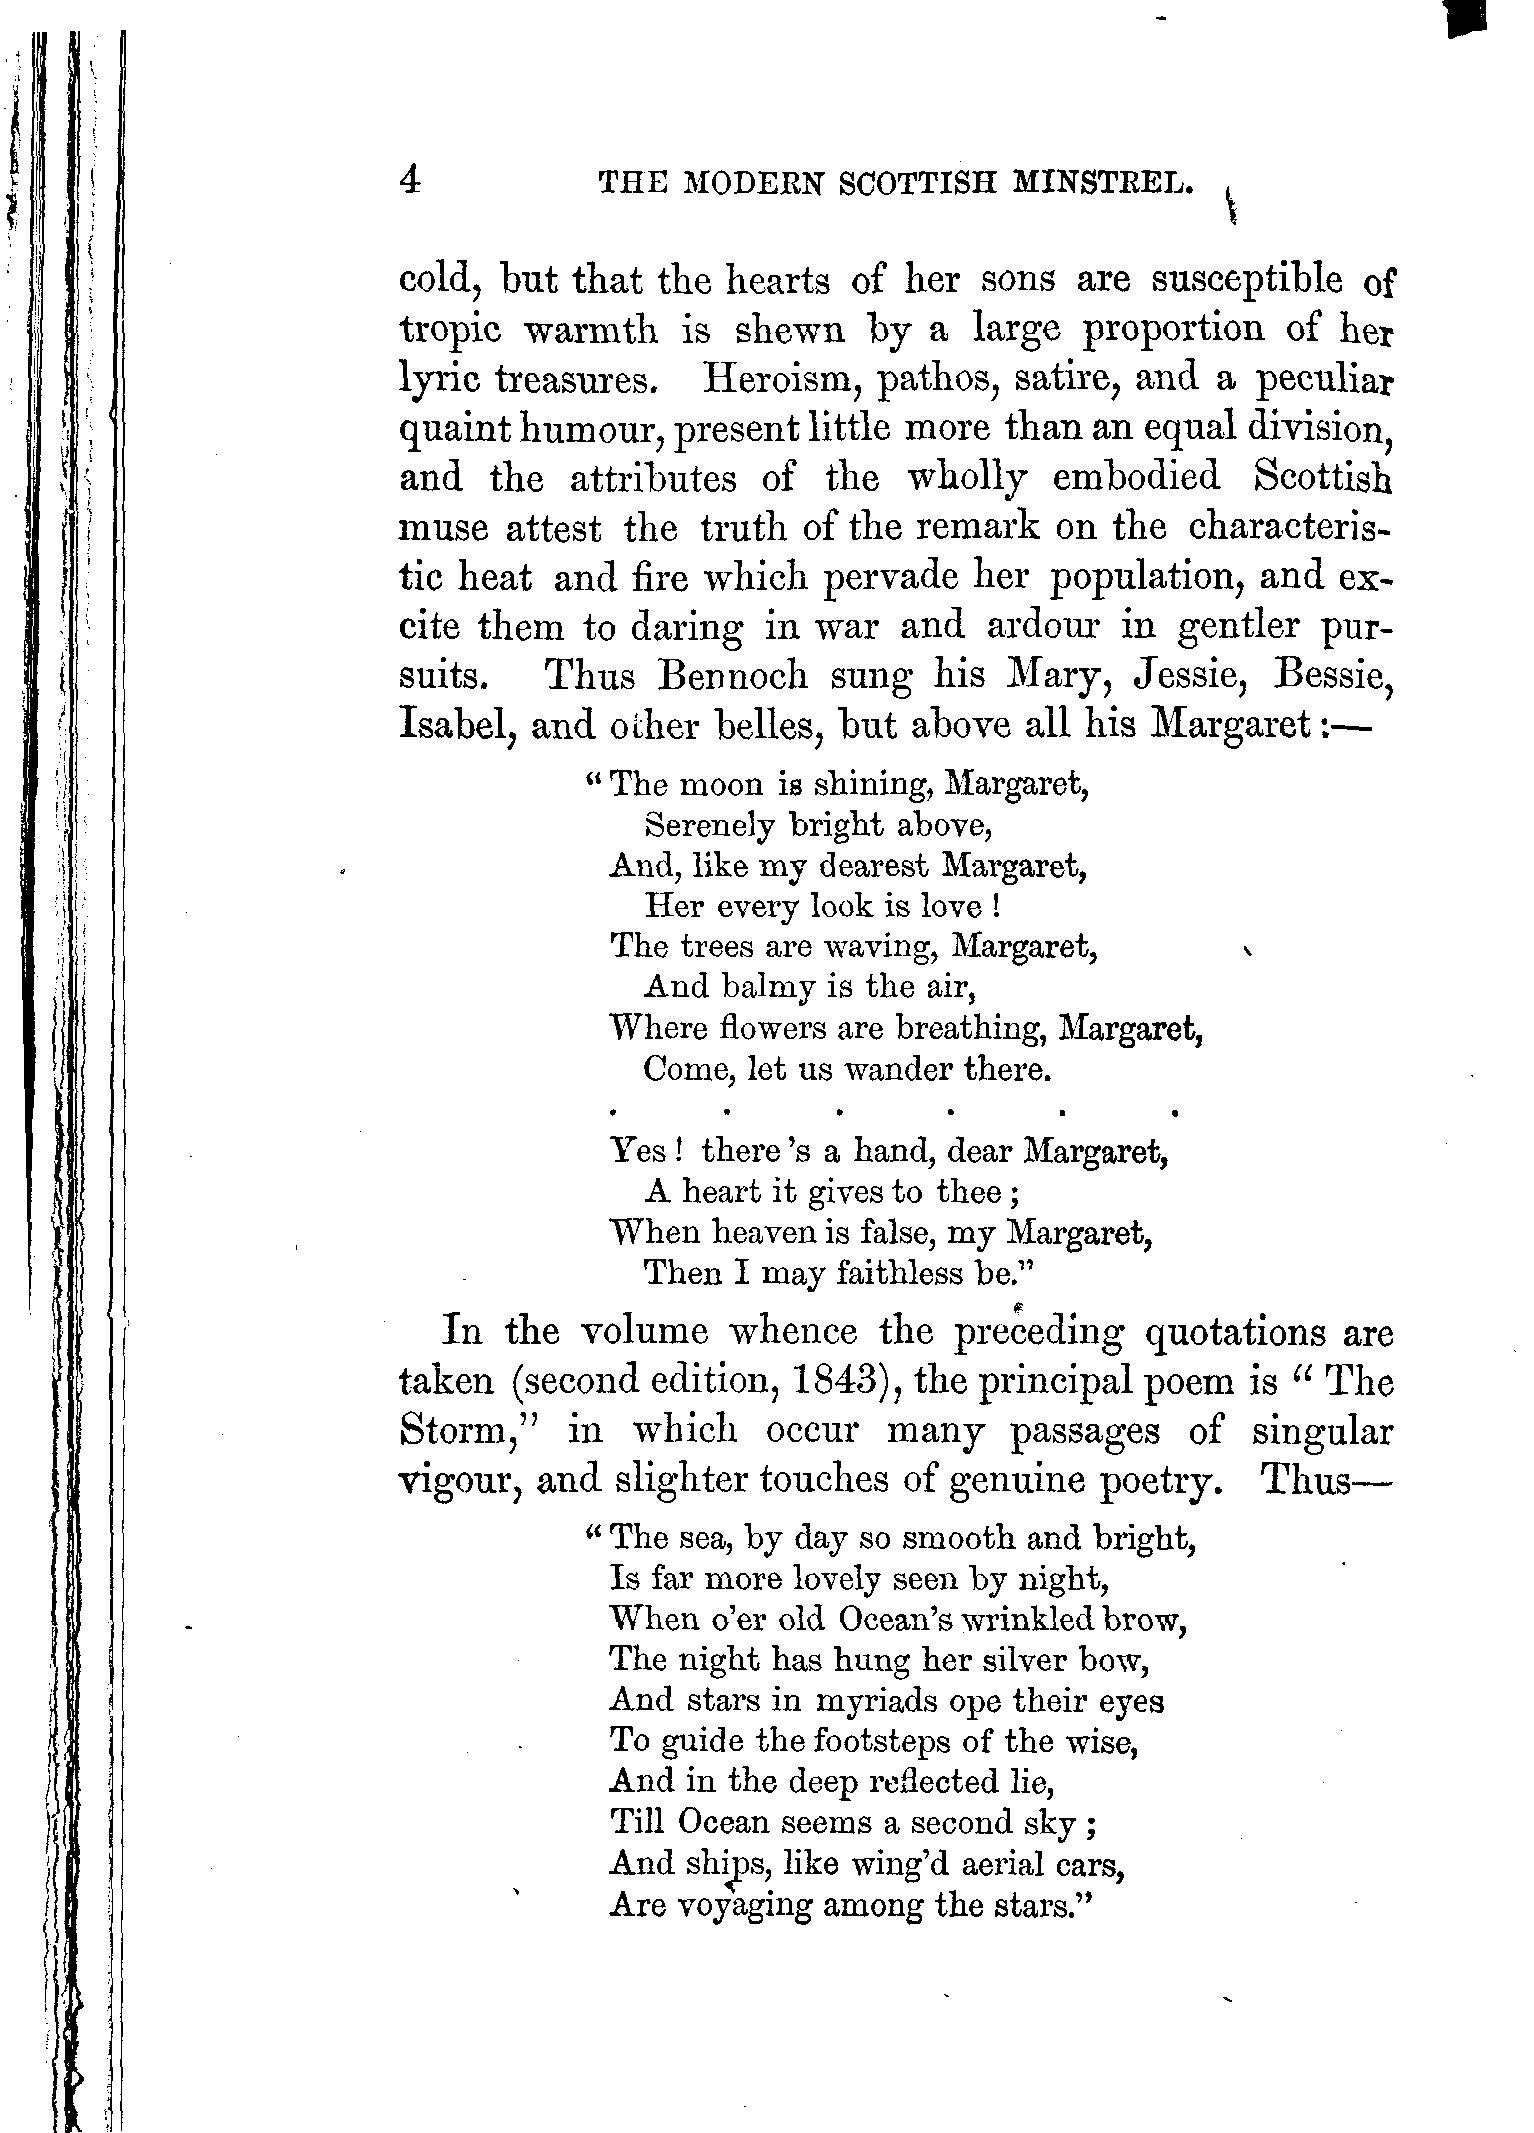 4 THE MODERN SCOTTISH MINSTREL.
cold, but that the hearts of her sons are susceptible of
tropic warmth is shewn by a large proportion of her
lyric treasures. Heroism, pathos, satire, and a peculiar
quaint humour, present little more than an equal division,
and the attributes of the wholly embodied Scottish
muse attest the truth of the remark on the characteris-
tic heat and fire which pervade her population, and ex-
cite them to daring in war and ardour in gentler pur-
suits. Thus Bennoch sung his Mary, Jessie, Bessie,
Isabel, and other belles, but above all his Margaret:—
"The moon is shining, Margaret,
Serenely bright above,
And, like my dearest Margaret,
Her every look is love!
The trees are waving, Margaret,
And balmy is the air,
Where flowers are breathing, Margaret,
Come, let us wander there.
. . . . . .
Yes! there's a hand, dear Margaret,
A heart it gives to thee;
When heaven is false, my Margaret,
Then I may faithless be."
In the volume whence the preceding quotations are
taken (second edition, 1843), the principal poem is "The
Storm," in which occur many passages of singular
vigour, and slighter touches of genuine poetry. Thus—
"The sea, by day so smooth and bright,
Is far more lovely seen by night,
When o'er old Ocean's wrinkled brow,
The night has hung her silver bow,
And stars in myriads ope their eyes
To guide the footsteps of the wise,
And in the deep reflected lie,
Till Ocean seems a second sky;
And ships, like wing'd aerial cars,
Are voyaging among the stars."